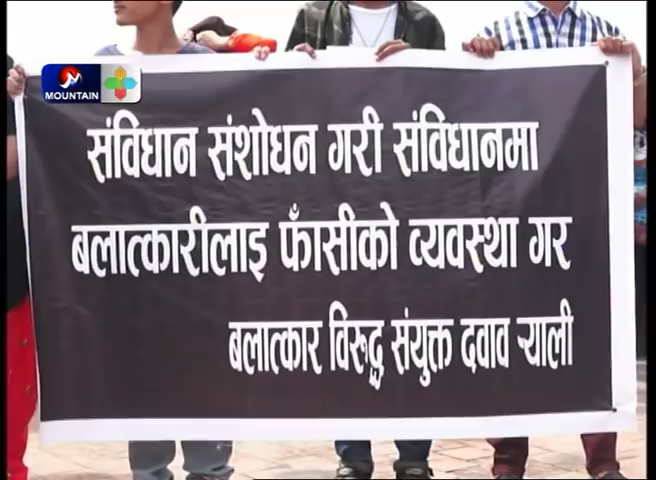 MOUNTAIN
संविधान संशोधन गरी संविधानमा
बलात्कारीलाइ फाँसीको व्यवस्था गर
बलात्कार विरुद्ध संयुक्त दवाव ऱ्याली